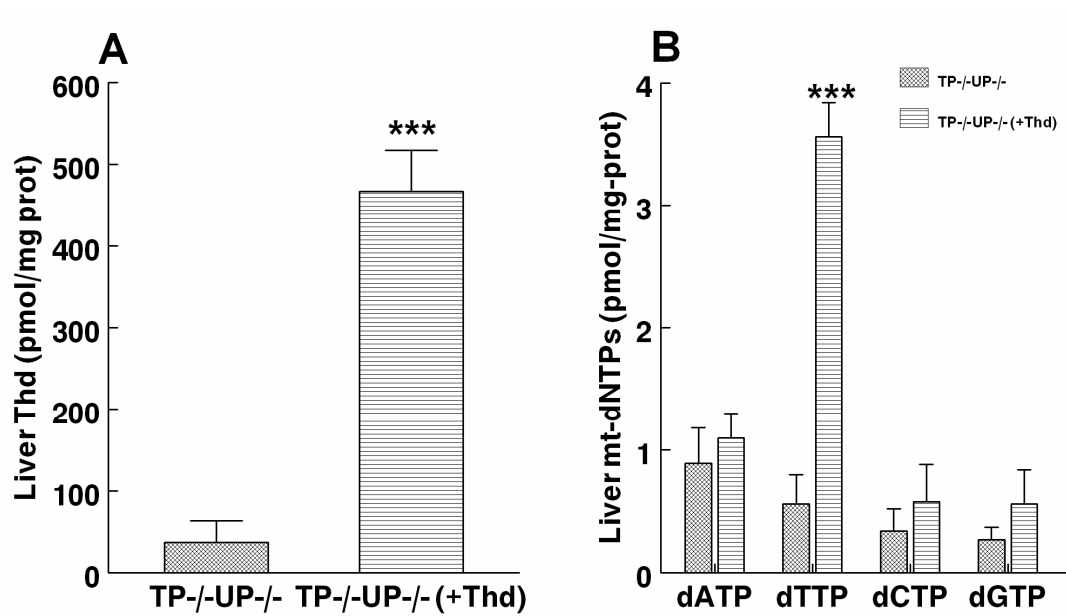 A
Liver Thd (pmol/mg prot)
600
500
400
300
200
100
0
***
TP-/-UP-/- TP-/-UP-/- (+Thd)
B
Liver mt-dNTPs (pmol/mg-prot)
4
3
2
1
0
***
TP-/-UP-/-
TP-/-UP-/- (+Thd)
dATP dTTP dCTP dGTP